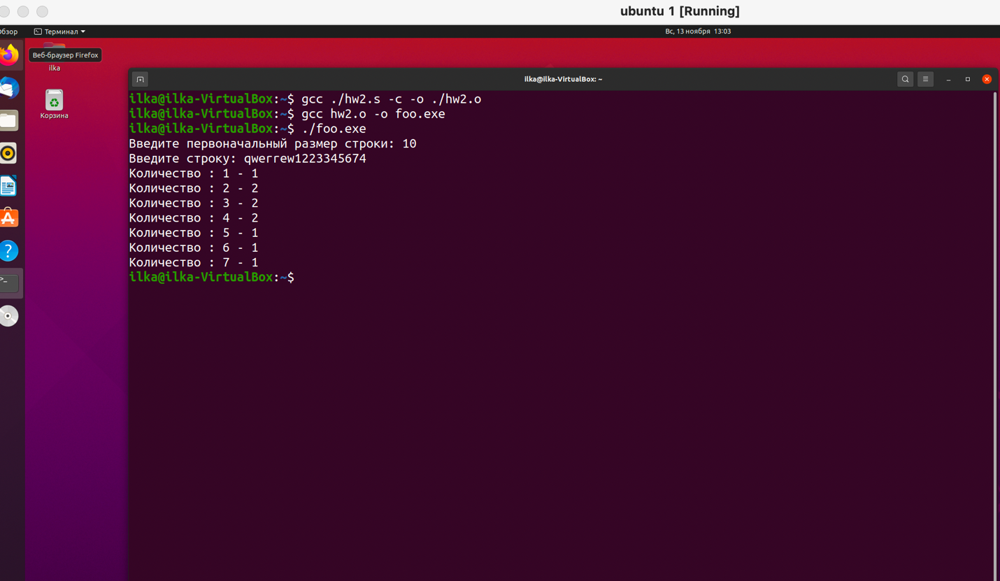 ubuntu 1 [Running]
Обзор Терминал Вс, 13 ноября 13:03
Веб-браузер Firefox
ilka
Корзина
ilka@ilka-VirtualBox: ~
ilka@ilka-VirtualBox:~$ gcc ./hw2.s -c -o ./hw2.o
ilka@ilka-VirtualBox:~$ gcc hw2.o -o foo.exe
ilka@ilka-VirtualBox:~$ ./foo.exe
Введите первоначальный размер строки: 10
Введите строку: qwerrew1223345674
Количество : 1 - 1
Количество : 2 - 2
Количество : 3 - 2
Количество : 4 - 2
Количество : 5 - 1
Количество : 6 - 1
Количество : 7 - 1
ilka@ilka-VirtualBox:~$